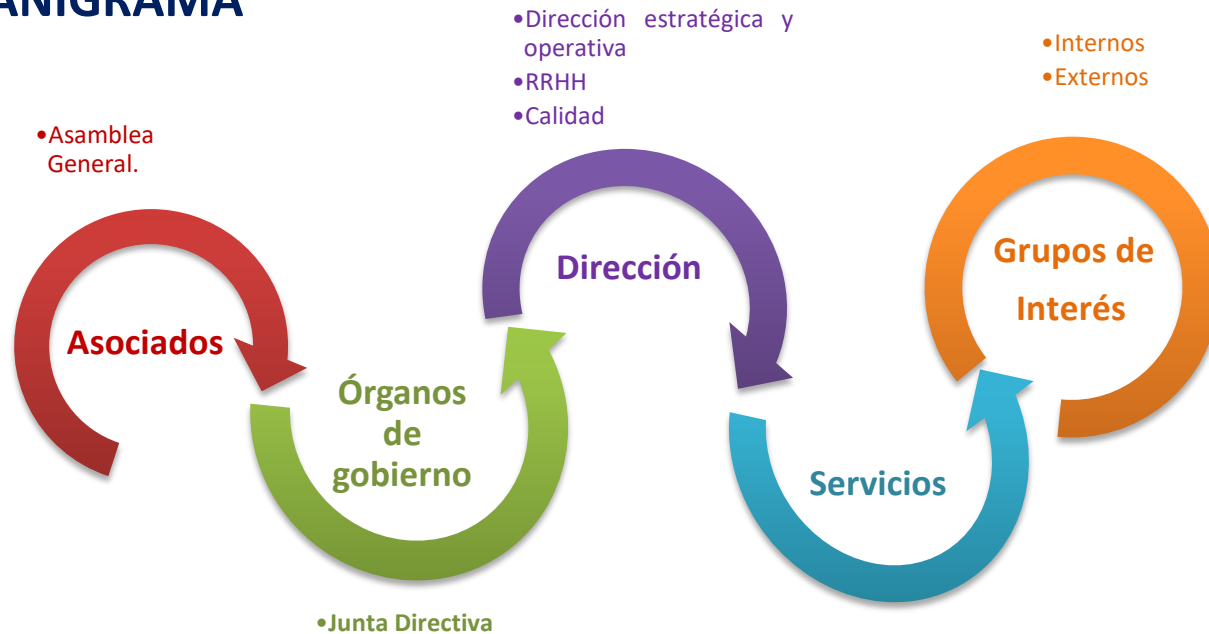 ANIGRAMA
•Asamblea
General.
Asociados
Órganos
de
gobierno
•Junta Directiva
•Dirección estratégica y
operativa
•RRHH
•Calidad
Dirección
Servicios
•Internos
•Externos
Grupos de
Interés